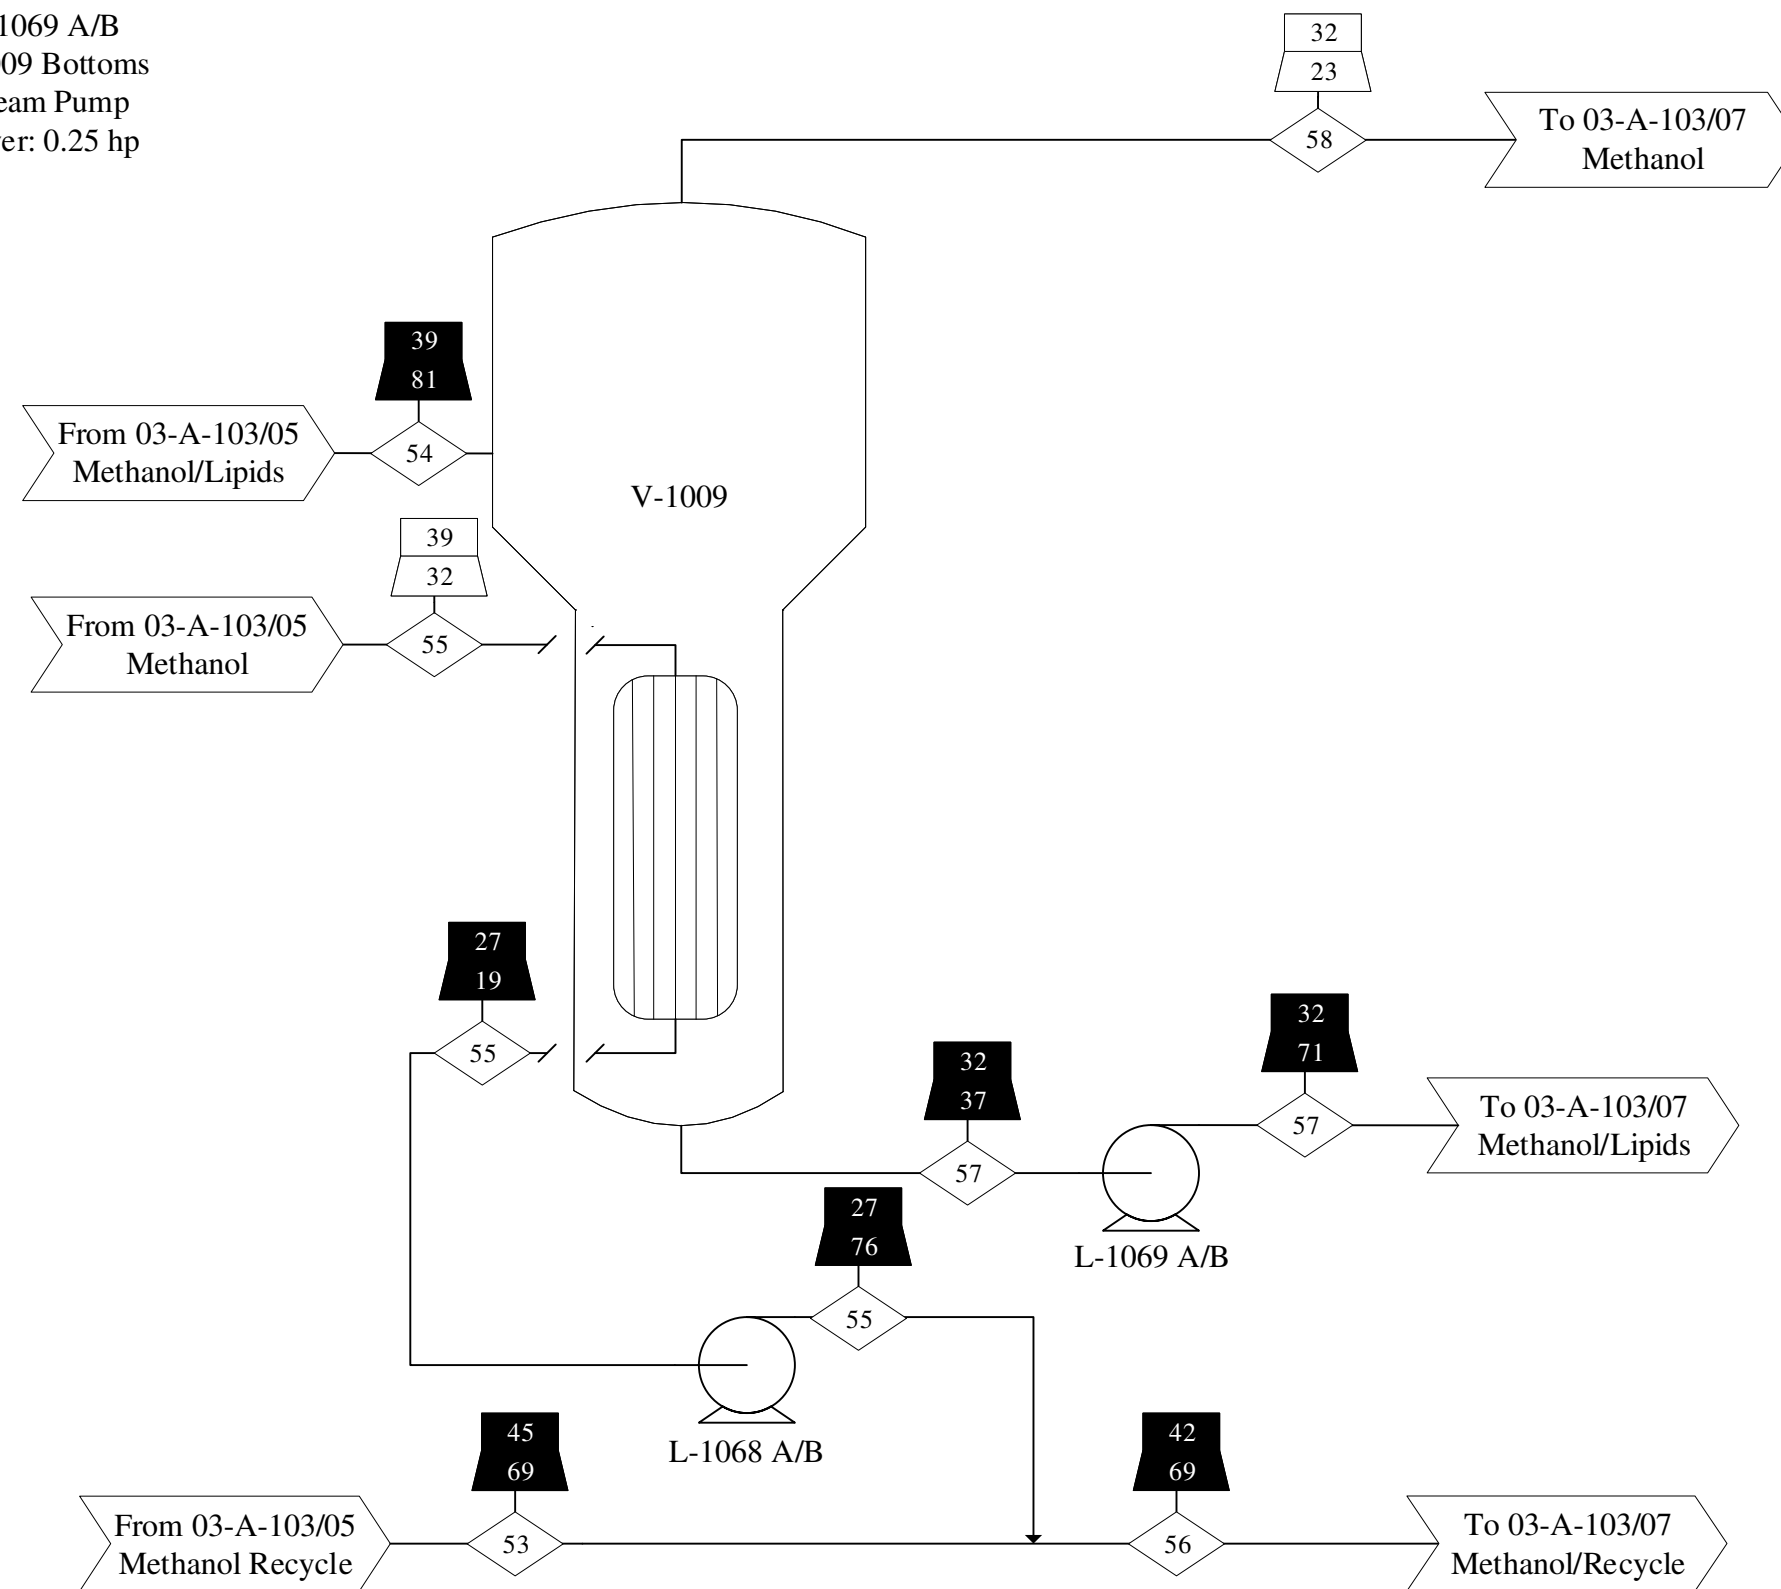 1069 A/B
09 Bottoms
eam Pump
er: 0.25 hp
32
23
58
To 03-A-103/07
Methanol
39
81
From 03-A-103/05
Methanol/Lipids
54
V-1009
39
32
From 03-A-103/05
Methanol
55
27
19
55
32
37
57
32
71
57
To 03-A-103/07
Methanol/Lipids
L-1069 A/B
27
76
55
L-1068 A/B
45
69
From 03-A-103/05
Methanol Recycle
53
42
69
56
To 03-A-103/07
Methanol/Recycle